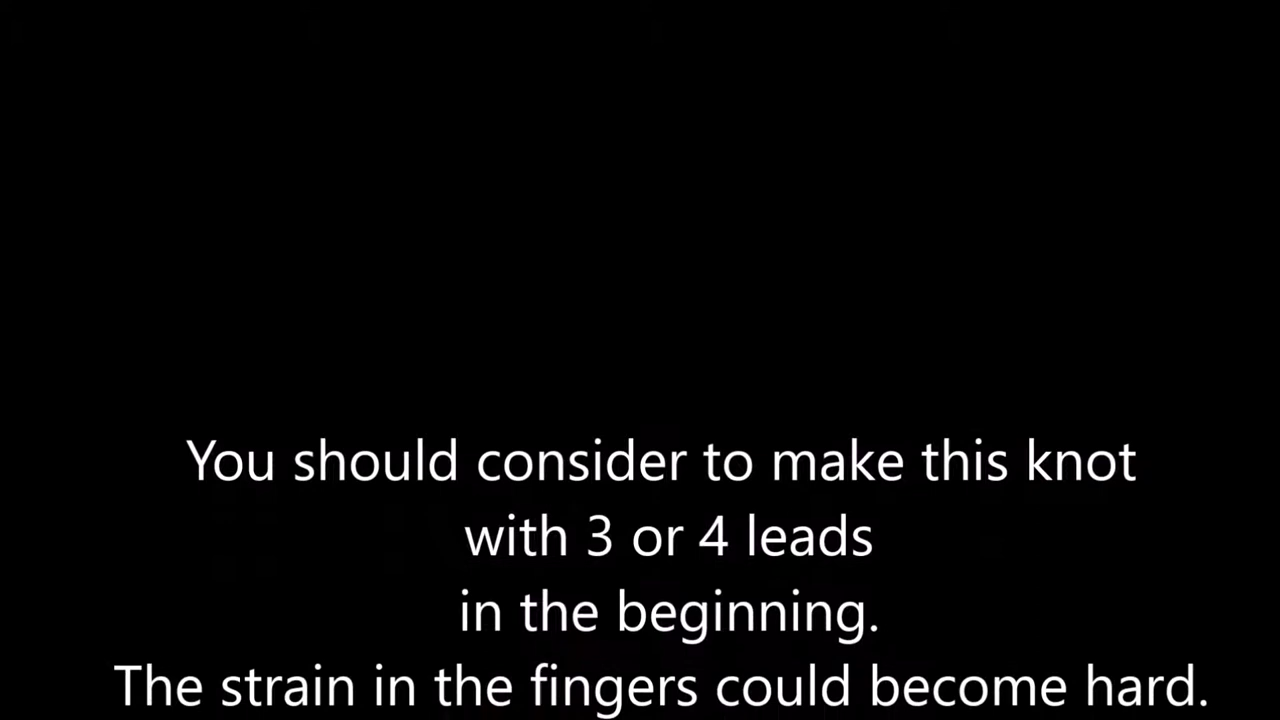 You should consider to make this knot
with 3 or 4 leads
in the beginning.
The strain in the fingers could become hard.